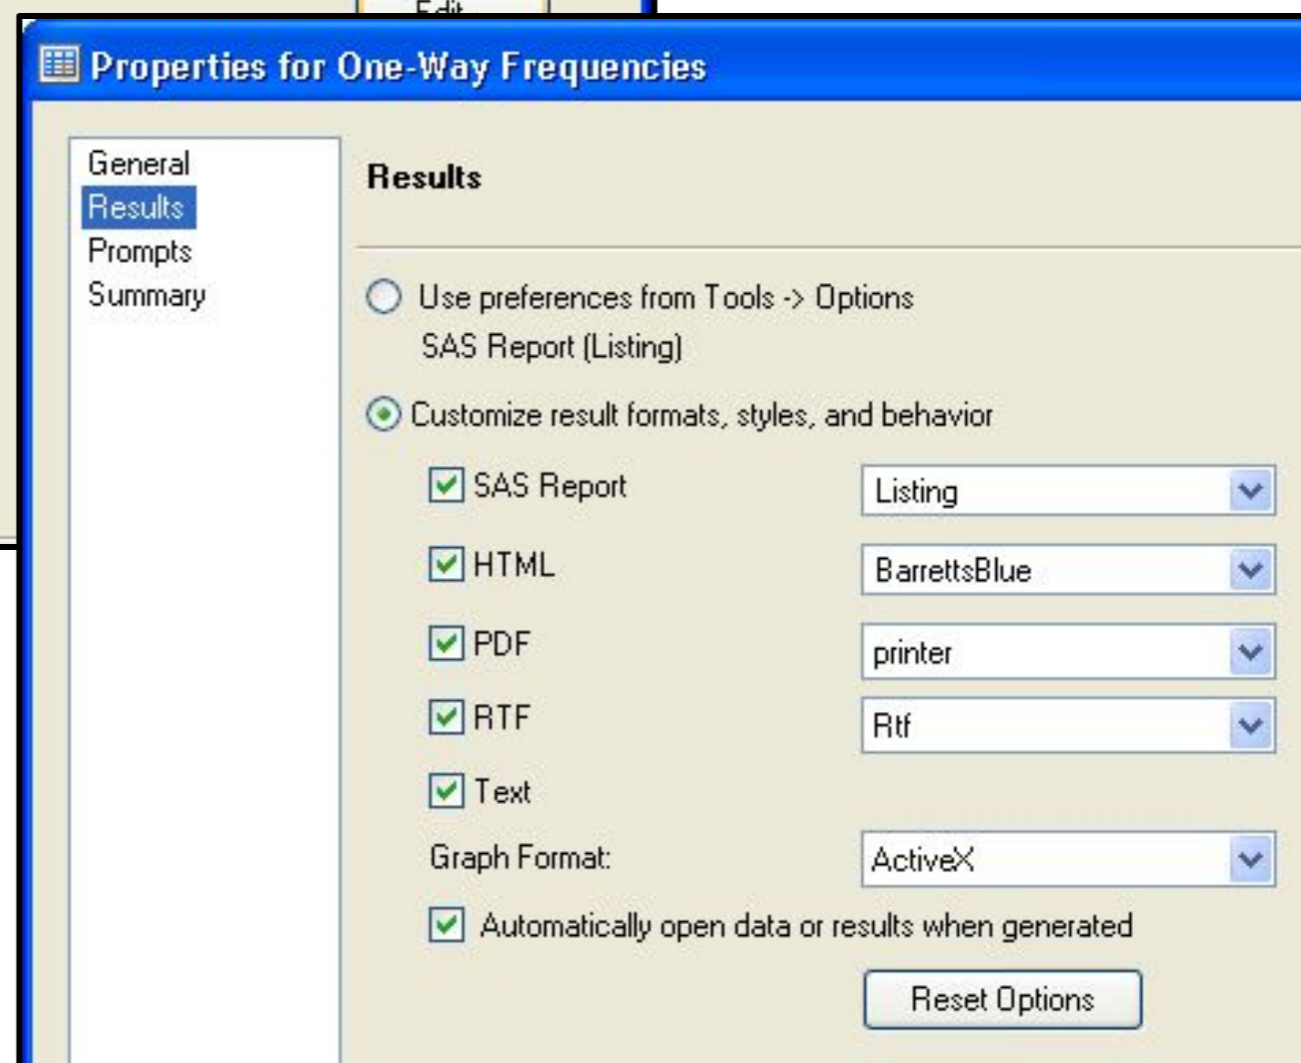 Edit...
Properties for One-Way Frequencies
General
Results
Prompts
Summary
Results
Use preferences from Tools -> Options
SAS Report (Listing)
Customize result formats, styles, and behavior
SAS Report
Listing
HTML
BarrettsBlue
PDF
printer
RTF
Rtf
Text
Graph Format:
ActiveX
Automatically open data or results when generated
Reset Options